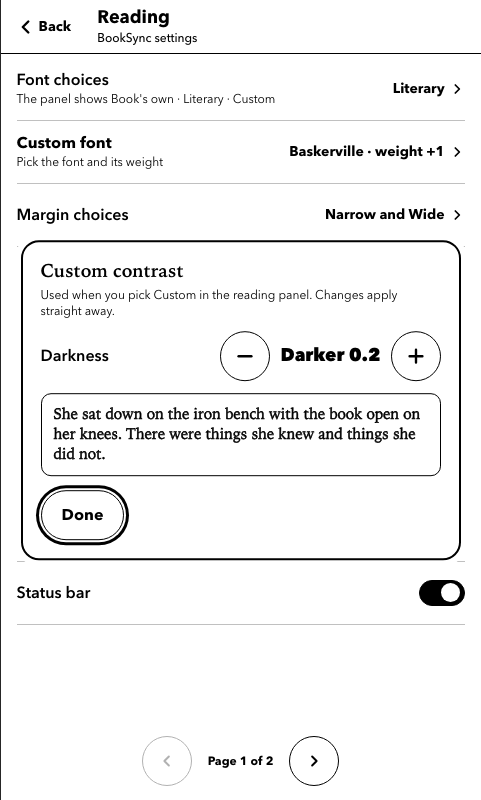 Back
Reading
BookSync settings
Font choices
The panel shows Book's own · Literary · Custom
Literary
Custom font
Pick the font and its weight
Baskerville · weight +1
Margin choices
Narrow and Wide
Custom contrast
Used when you pick Custom in the reading panel. Changes apply
straight away.
Darkness
Darker 0.2
She sat down on the iron bench with the book open on
her knees. There were things she knew and things she
did not.
Done
Status bar
Page 1 of 2